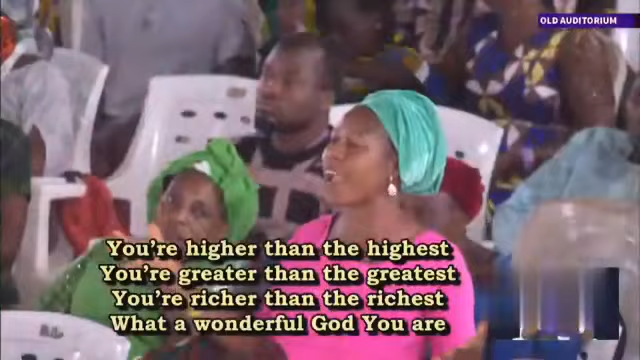 OLD AUDITORIUM
You're higher than the highest
You're greater than the greatest
You're richer than the richest
What a wonderful God You are